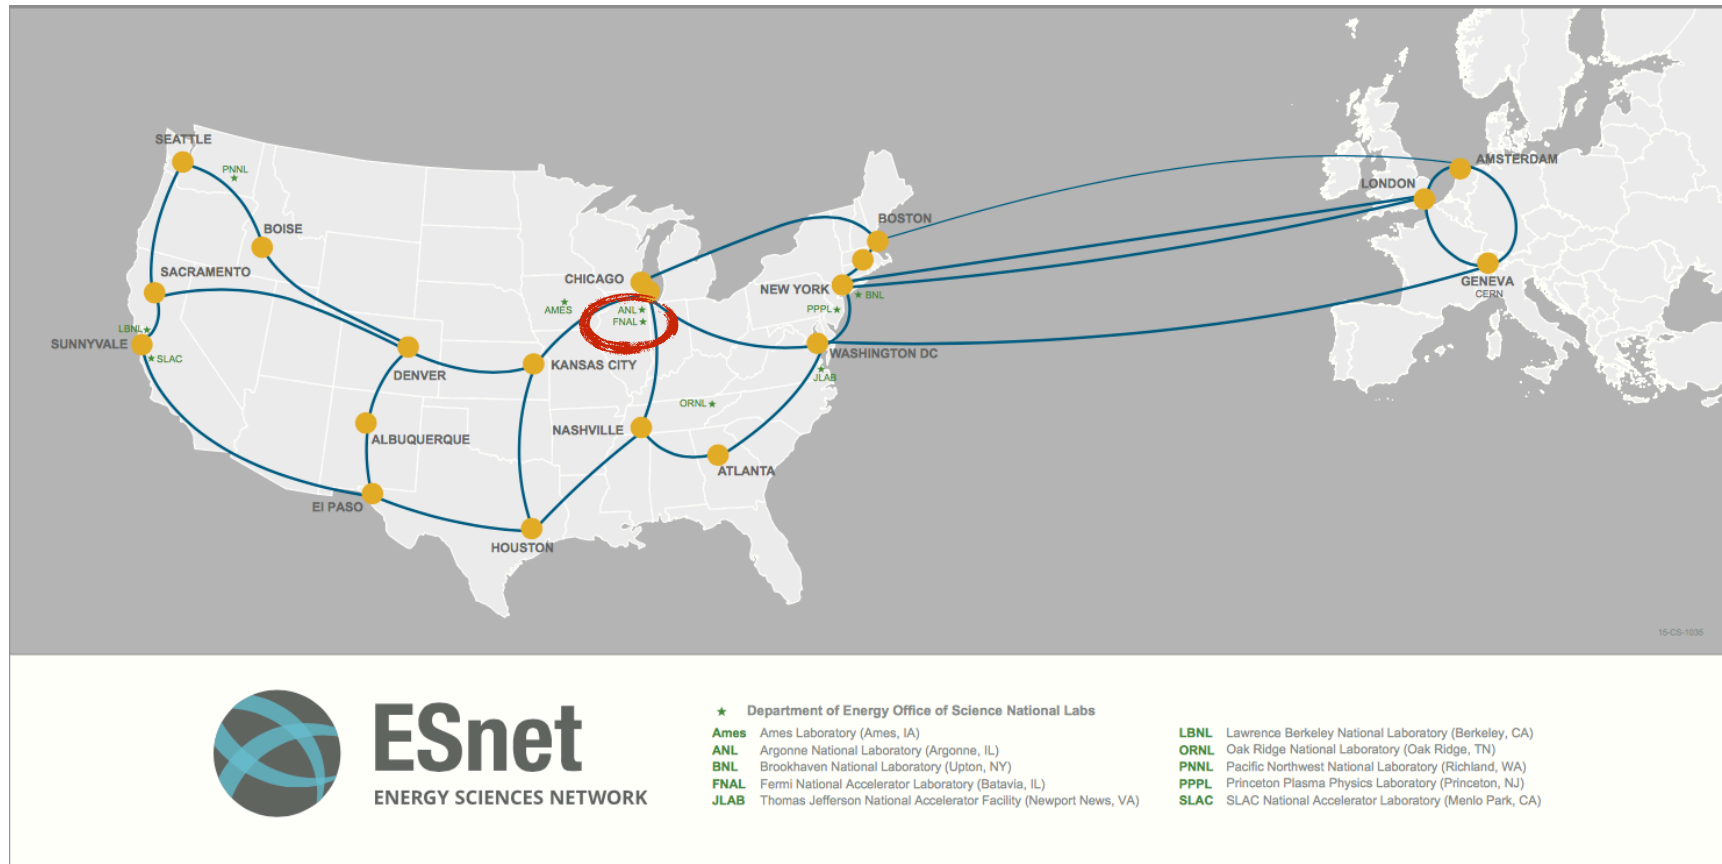 SEATTLE
PNNL
BOISE
SACRAMENTO
LBNL
SUNNYVALE
SLAC
DENVER
ALBUQUERQUE
El PASO
HOUSTON
KANSAS CITY
AMES
CHICAGO
ANL
FNAL
NASHVILLE
ORNL
ATLANTA
BOSTON
NEW YORK
BNL
PPPL
WASHINGTON DC
JLAB
AMSTERDAM
LONDON
GENEVA
CERN
15-CS-1035
ESnet
ENERGY SCIENCES NETWORK
Department of Energy Office of Science National Labs
Ames Ames Laboratory (Ames, IA)
ANL Argonne National Laboratory (Argonne, IL)
BNL Brookhaven National Laboratory (Upton, NY)
FNAL Fermi National Accelerator Laboratory (Batavia, IL)
JLAB Thomas Jefferson National Accelerator Facility (Newport News, VA)
LBNL Lawrence Berkeley National Laboratory (Berkeley, CA)
ORNL Oak Ridge National Laboratory (Oak Ridge, TN)
PNNL Pacific Northwest National Laboratory (Richland, WA)
PPPL Princeton Plasma Physics Laboratory (Princeton, NJ)
SLAC SLAC National Accelerator Laboratory (Menlo Park, CA)